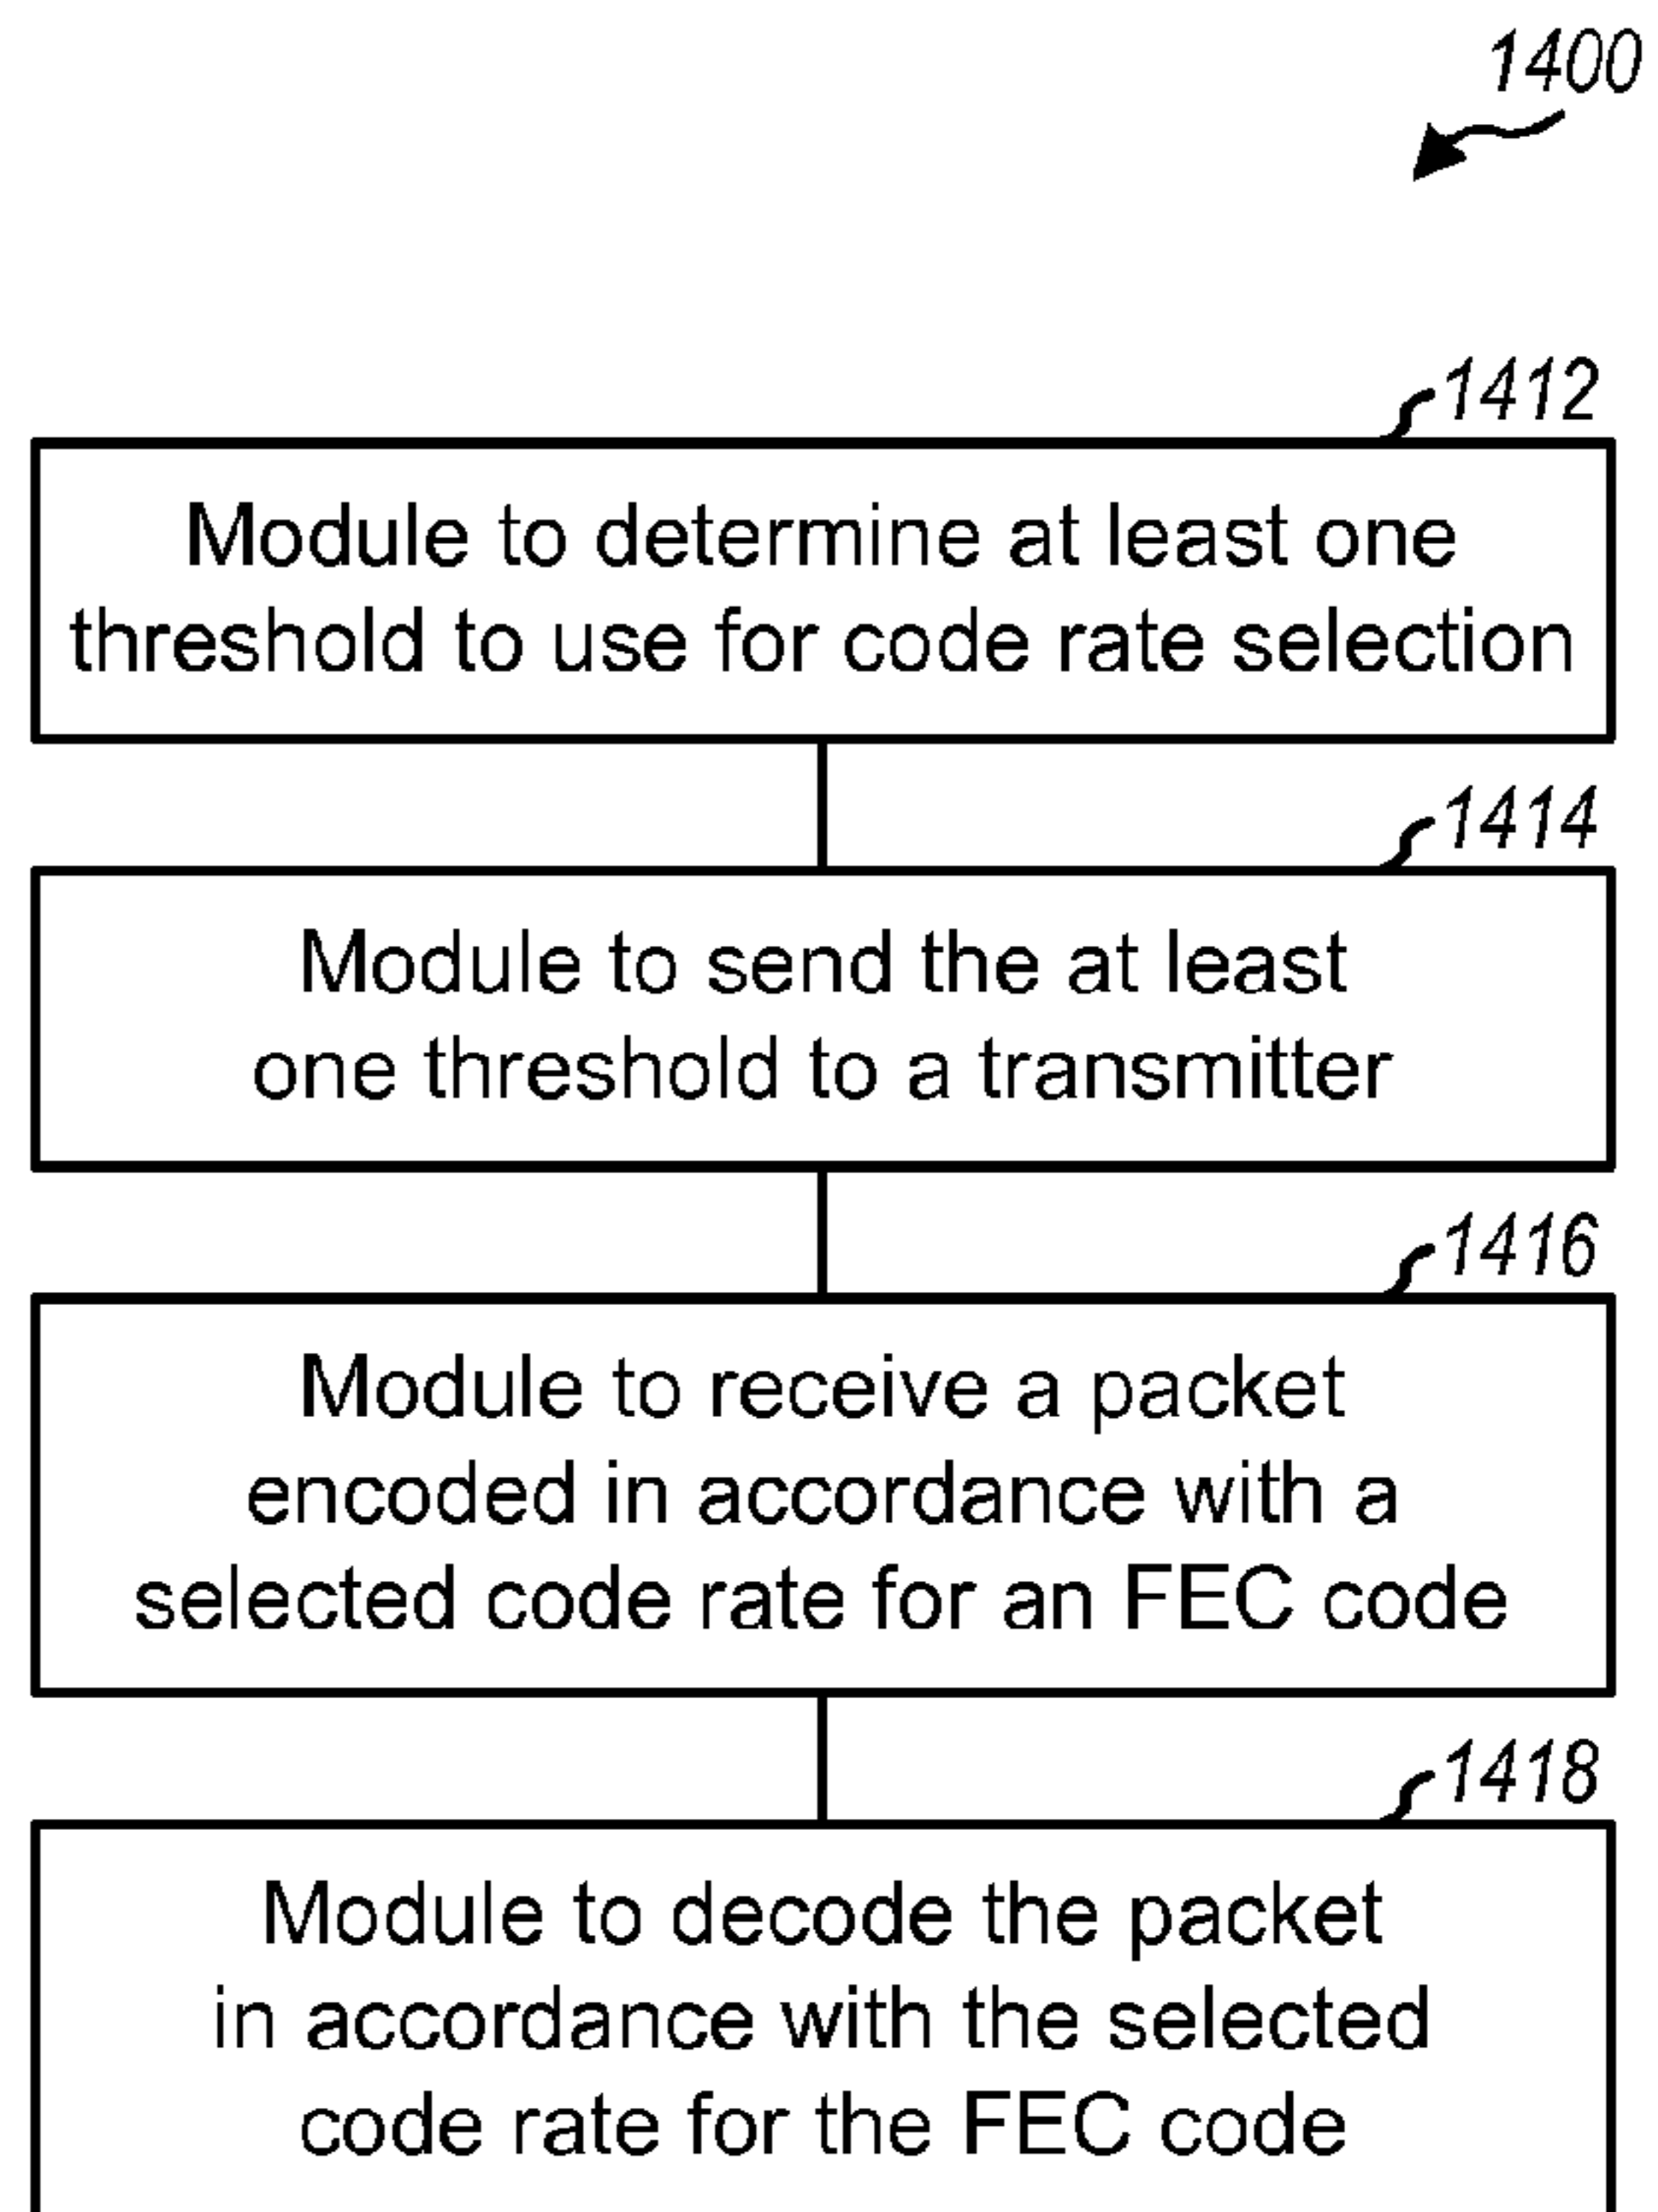 1400
1412
Module to determine at least one
threshold to use for code rate selection
1414
Module to send the at least
one threshold to a transmitter
1416
Module to receive a packet
encoded in accordance with a
selected code rate for an FEC code
1418
Module to decode the packet
in accordance with the selected
code rate for the FEC code